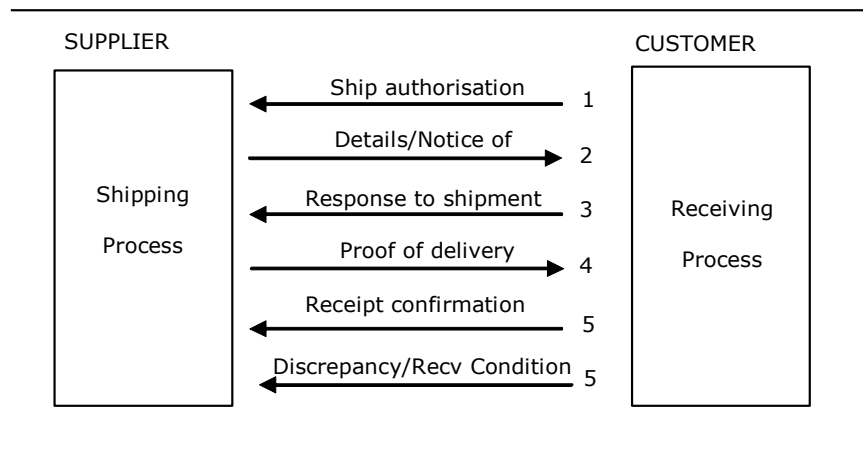 SUPPLIER
CUSTOMER
Ship authorisation 1
Details/Notice of 2
Shipping
Process
Response to shipment 3
Receiving
Process
Proof of delivery 4
Receipt confirmation 5
Discrepancy/Recv Condition 5